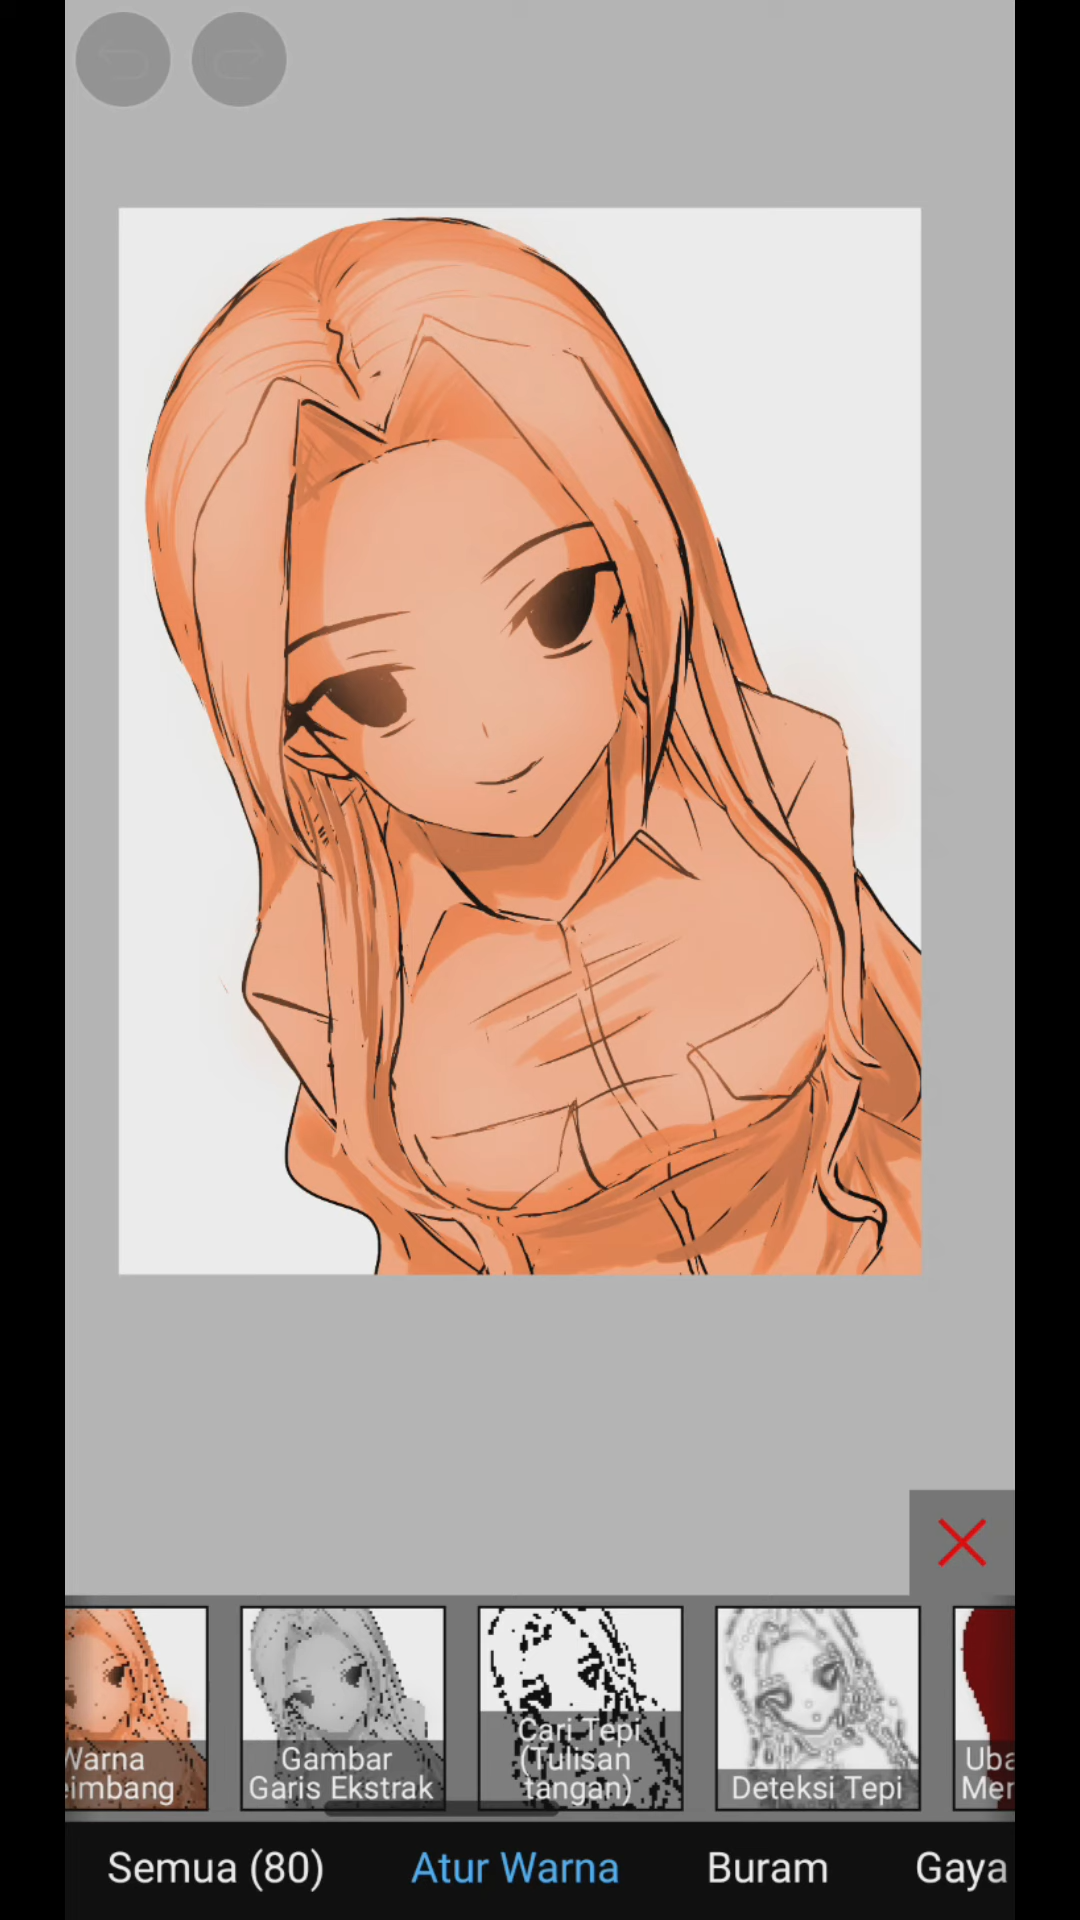 Warna
eimbang
Gambar
Garis Ekstrak
Cari Tepi
(Tulisan
tangan)
Deteksi Tepi
Uba
Mer
Semua (80)
Atur Warna
Buram
Gaya